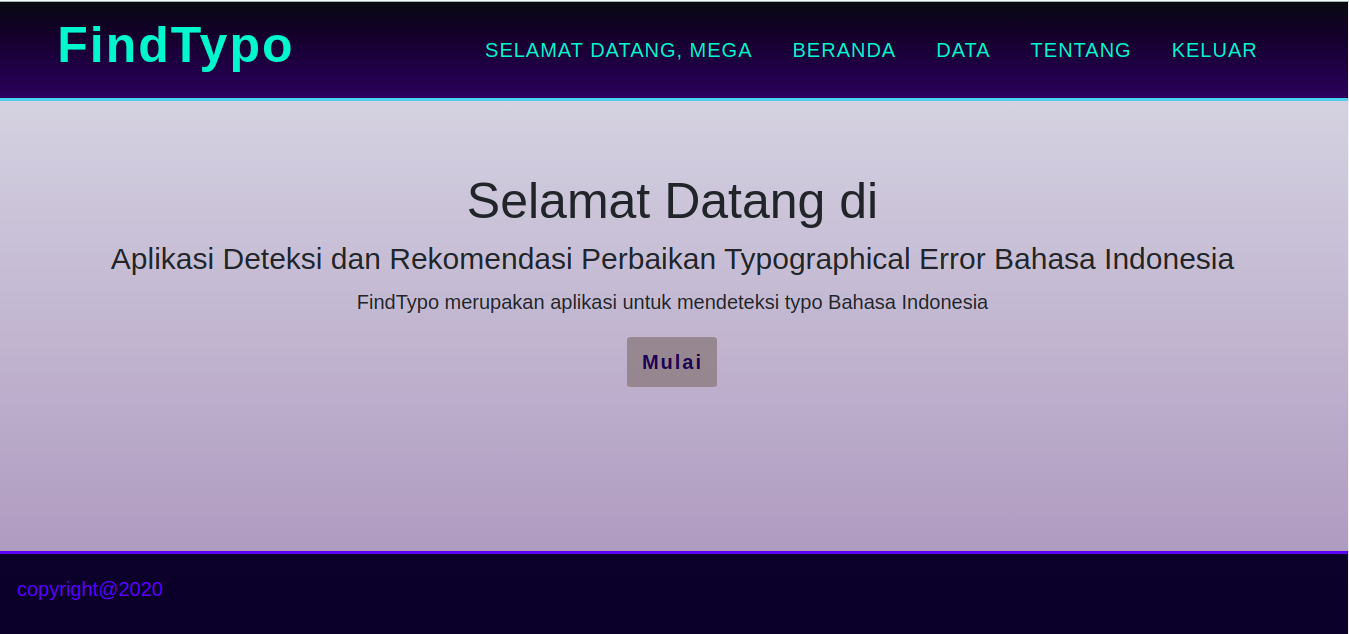 FindTypo
SELAMAT DATANG, MEGA BERANDA DATA TENTANG KELUAR
Selamat Datang di
Aplikasi Deteksi dan Rekomendasi Perbaikan Typographical Error Bahasa Indonesia
FindTypo merupakan aplikasi untuk mendeteksi typo Bahasa Indonesia
Mulai
copyright@2020